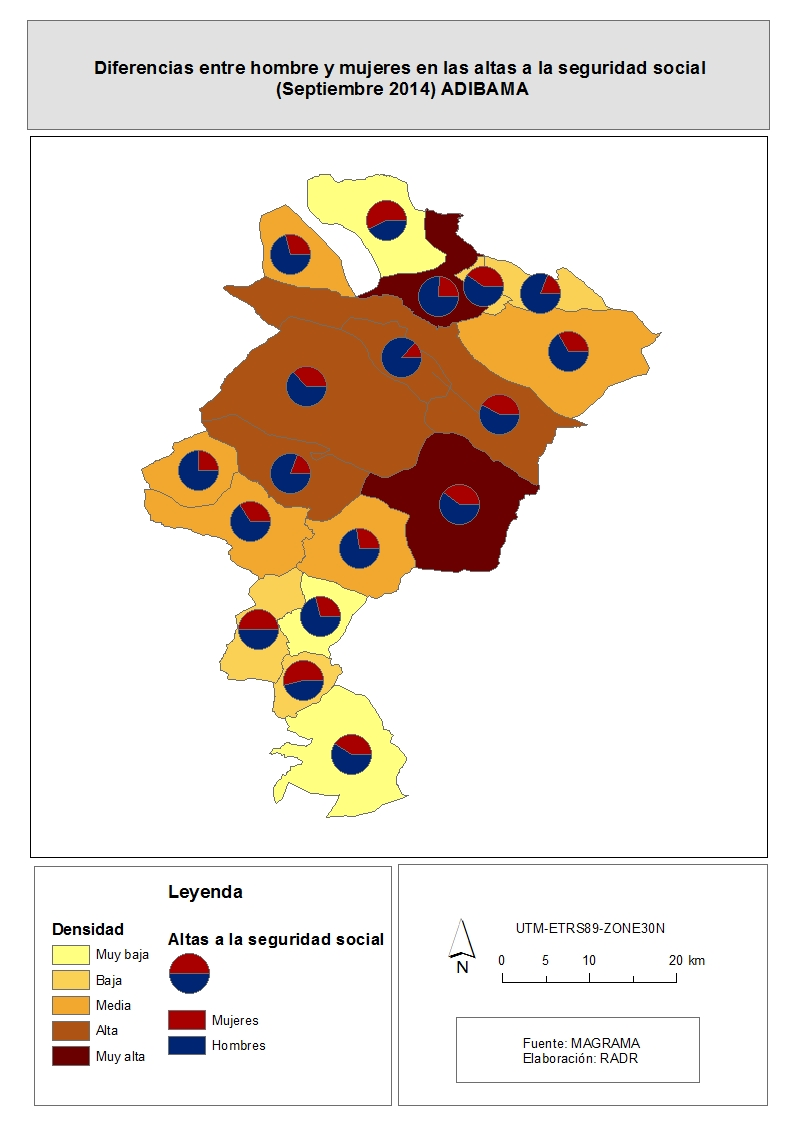 Diferencias entre hombre y mujeres en las altas a la seguridad social
(Septiembre 2014) ADIBAMA
Leyenda
Densidad
Muy baja
Baja
Media
Alta
Muy alta
Altas a la seguridad social
Mujeres
Hombres
N
UTM-ETRS89-ZONE30N
0 5 10 20 km
Fuente: MAGRAMA
Elaboración: RADR